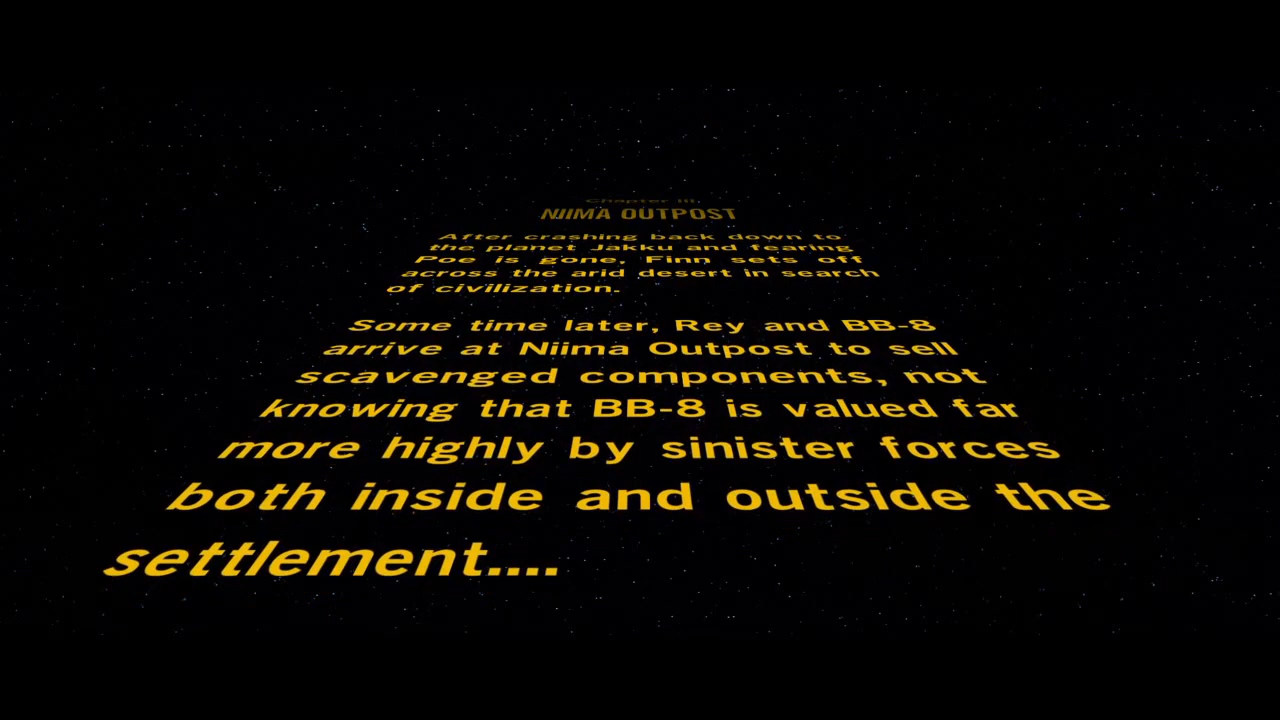 Chapter III
NIIMA OUTPOST
After crashing back down to
the planet Jakku and fearing
Poe is gone, Finn sets off
across the arid desert in search
of civilization.
Some time later, Rey and BB-8
arrive at Niima Outpost to sell
scavenged components, not
knowing that BB-8 is valued far
more highly by sinister forces
both inside and outside the
settlement....